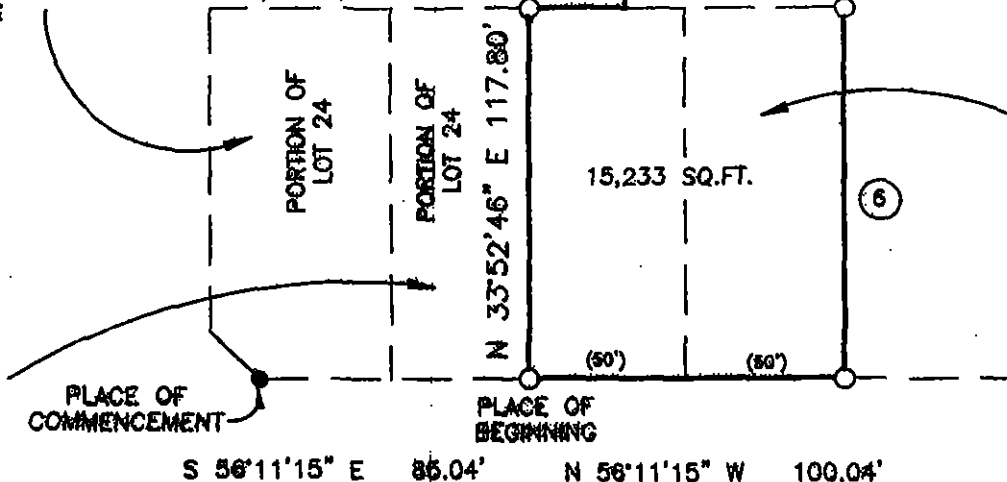 PORTION OF
LOT 24
PORTION OF
LOT 24
N 33°52'46" E 117.80'
15,233 SQ.FT.
6
(50')
(50')
PLACE OF
COMMENCEMENT
PLACE OF
BEGINNING
S 56°11'15" E 85.04' N 56°11'15" W 100.04'